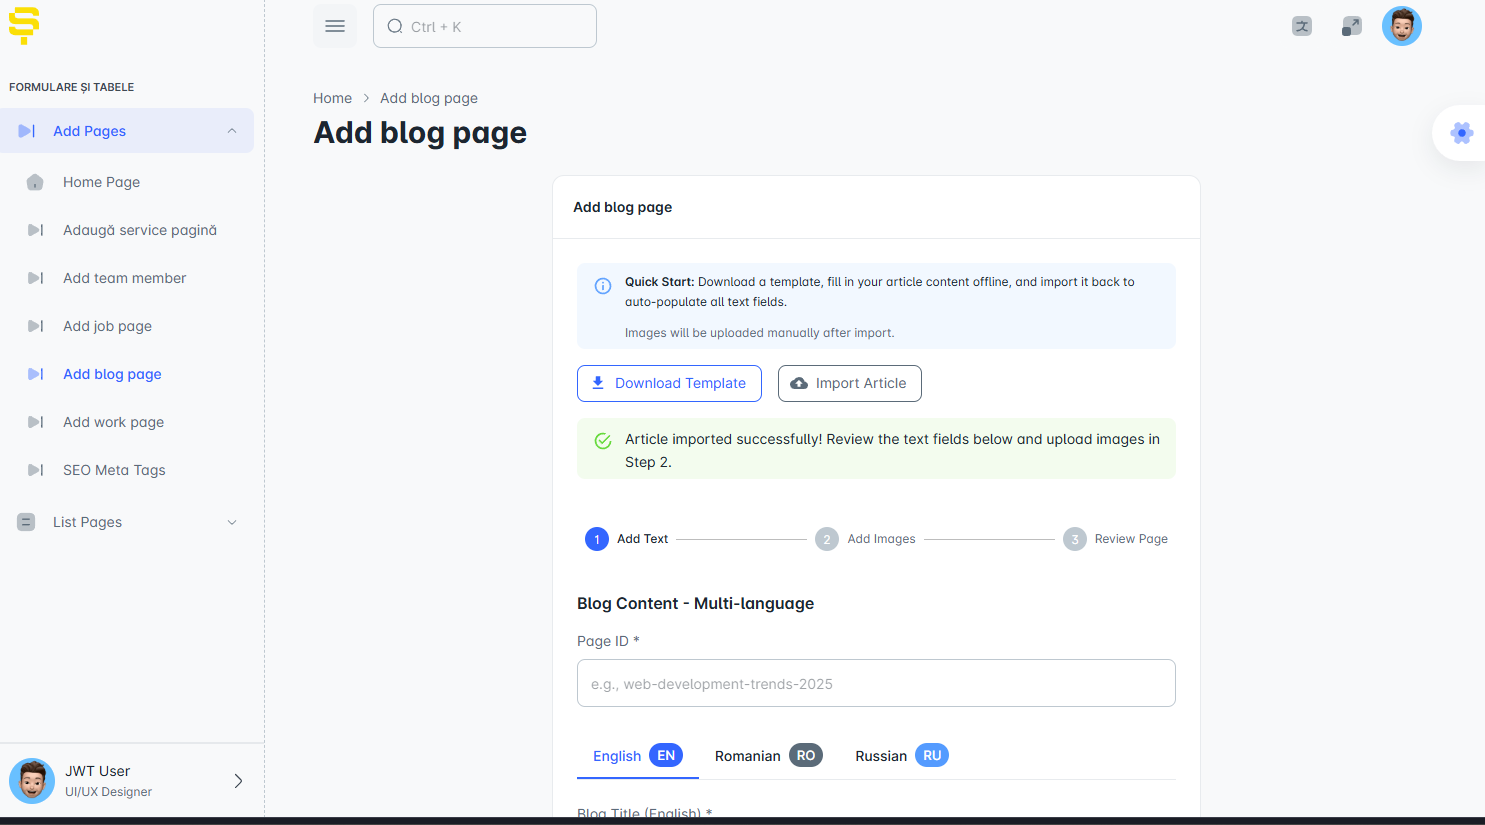 Ctrl + K
FORMULARE ȘI TABELE
Add Pages
Home Page
Adaugă service pagină
Add team member
Add job page
Add blog page
Add work page
SEO Meta Tags
List Pages
JWT User
UI/UX Designer
Home > Add blog page
Add blog page
Add blog page
Quick Start: Download a template, fill in your article content offline, and import it back to
auto-populate all text fields.
Images will be uploaded manually after import.
Download Template
Import Article
Article imported successfully! Review the text fields below and upload images in
Step 2.
1 Add Text
2 Add Images
3 Review Page
Blog Content - Multi-language
Page ID *
e.g., web-development-trends-2025
English EN
Romanian RO
Russian RU
Blog Title (English) *